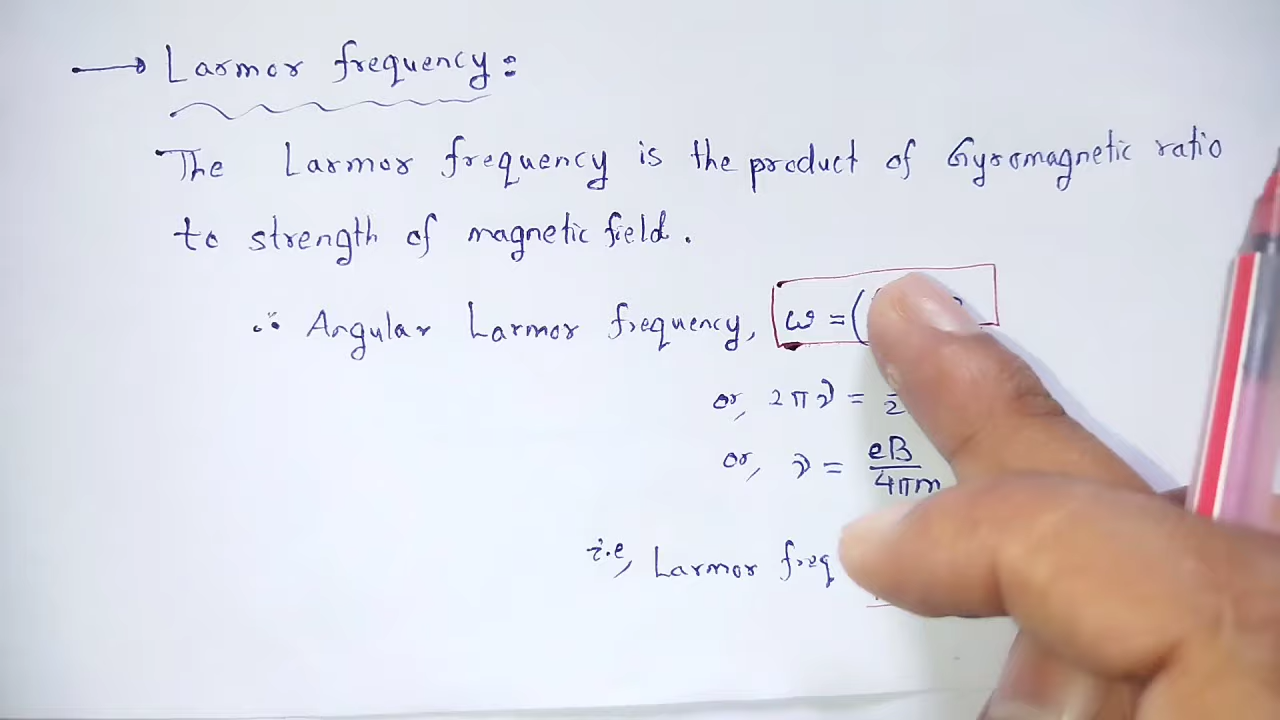 → Larmor frequency:
The Larmor frequency is the product of Gyromagnetic ratio
to strength of magnetic field.
∴ Angular Larmor frequency, ω = (
or, 2πν = 2
or, ν = eB/4πm
i.e, Larmor freq